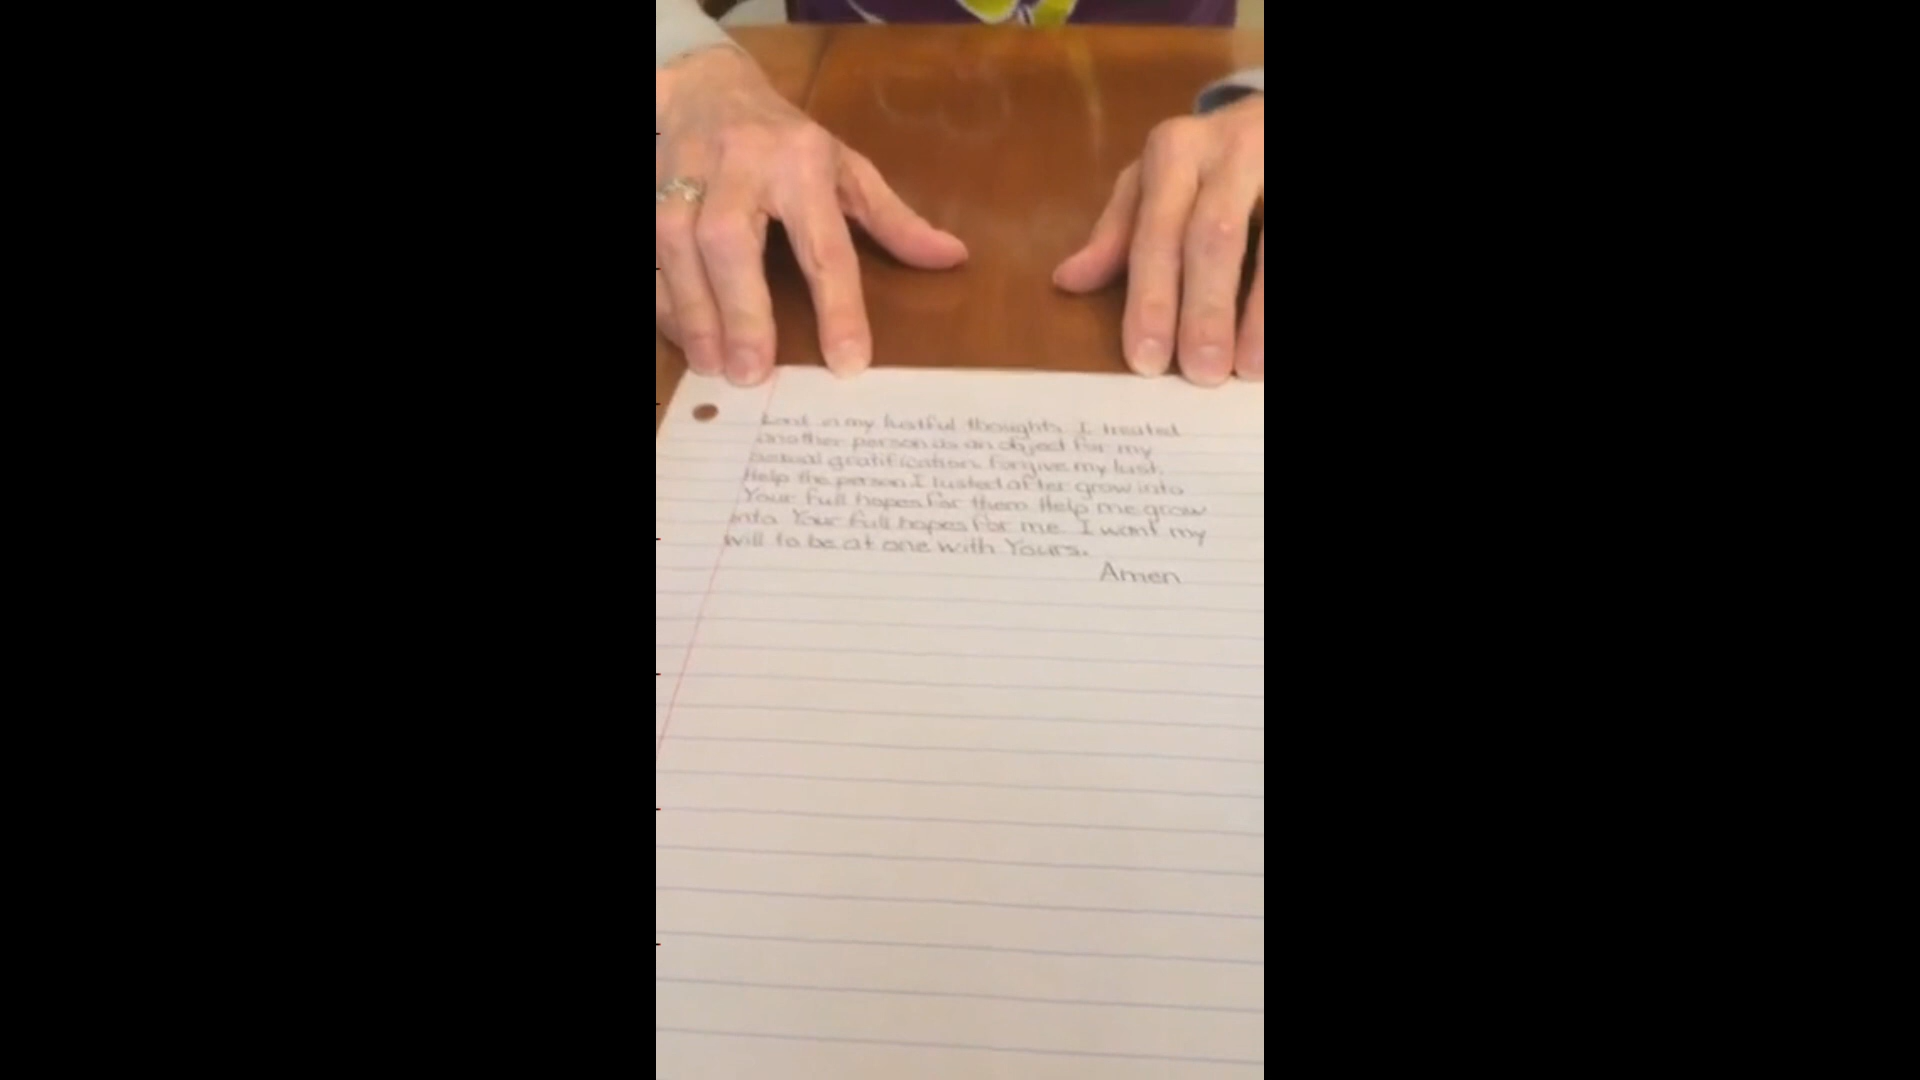 Lord in my lustful thoughts I treated
another person as an object for my
sexual gratification. Forgive my lust.
Help the person I lusted after grow into
Your full hopes for them. Help me grow
into Your full hopes for me. I want my
will to be at one with Yours.
Amen